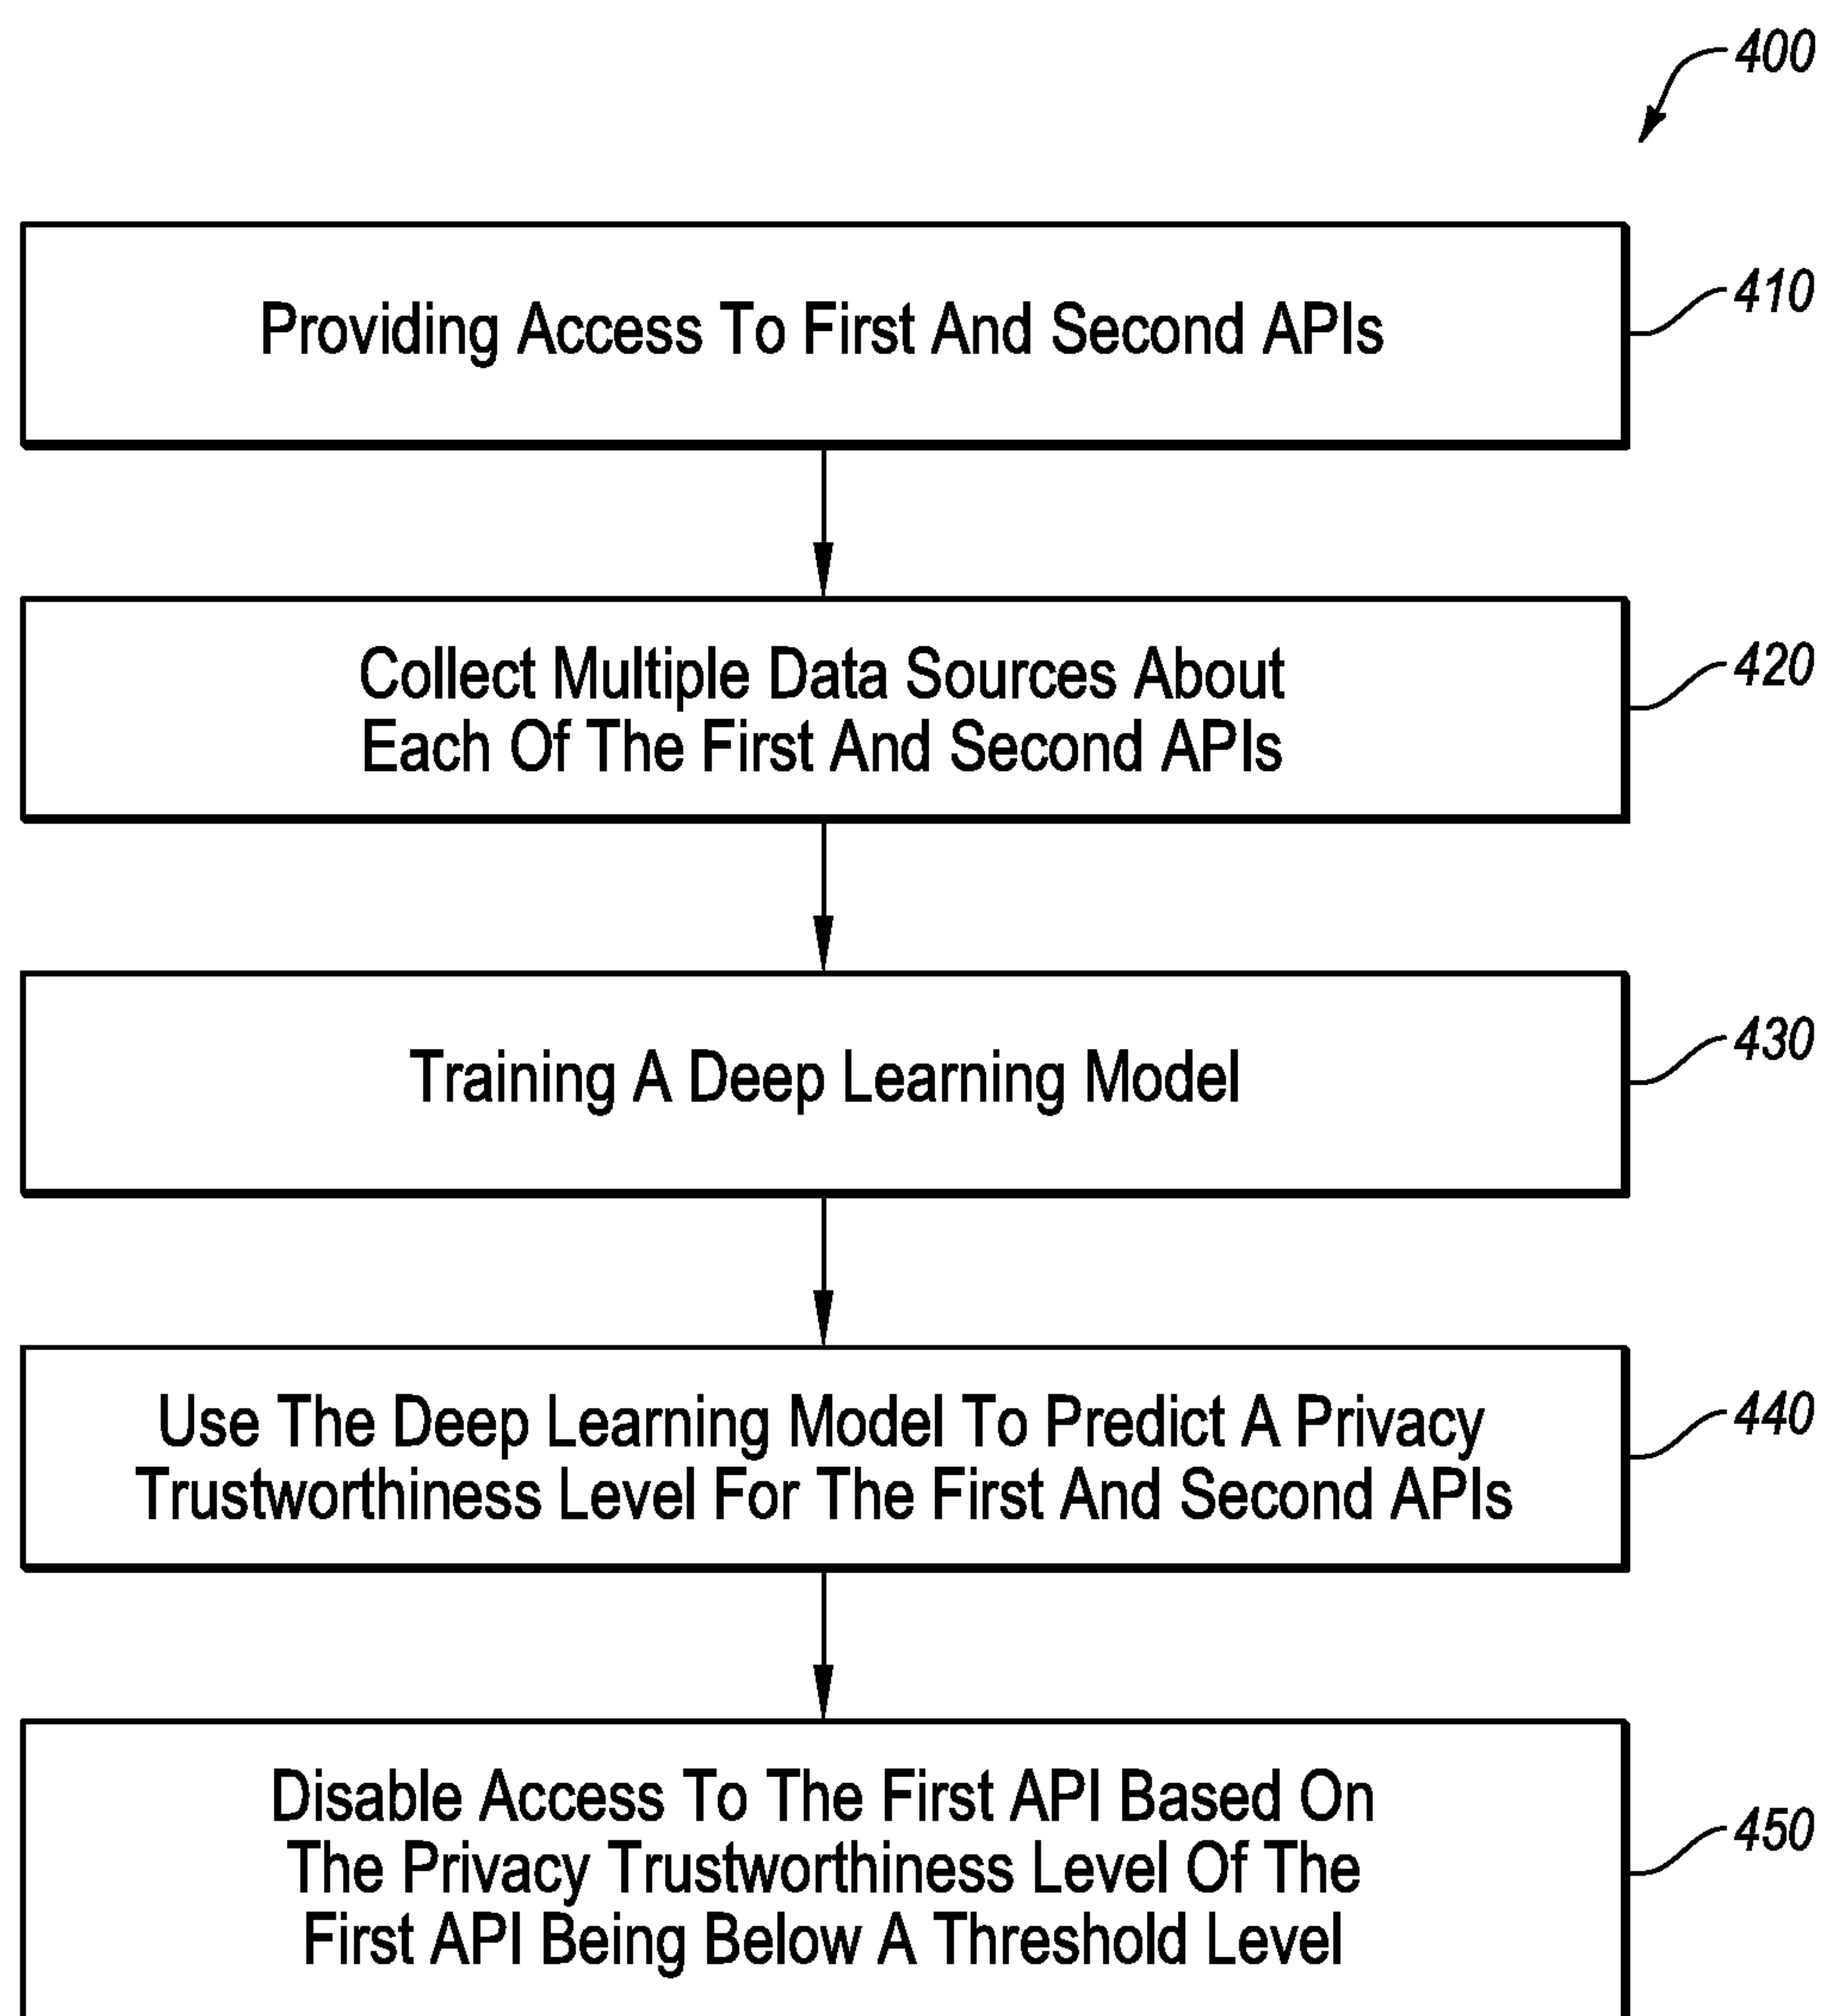 400
Providing Access To First And Second APIs
410
Collect Multiple Data Sources About
Each Of The First And Second APIs
420
Training A Deep Learning Model
430
Use The Deep Learning Model To Predict A Privacy
Trustworthiness Level For The First And Second APIs
440
Disable Access To The First API Based On
The Privacy Trustworthiness Level Of The
First API Being Below A Threshold Level
450